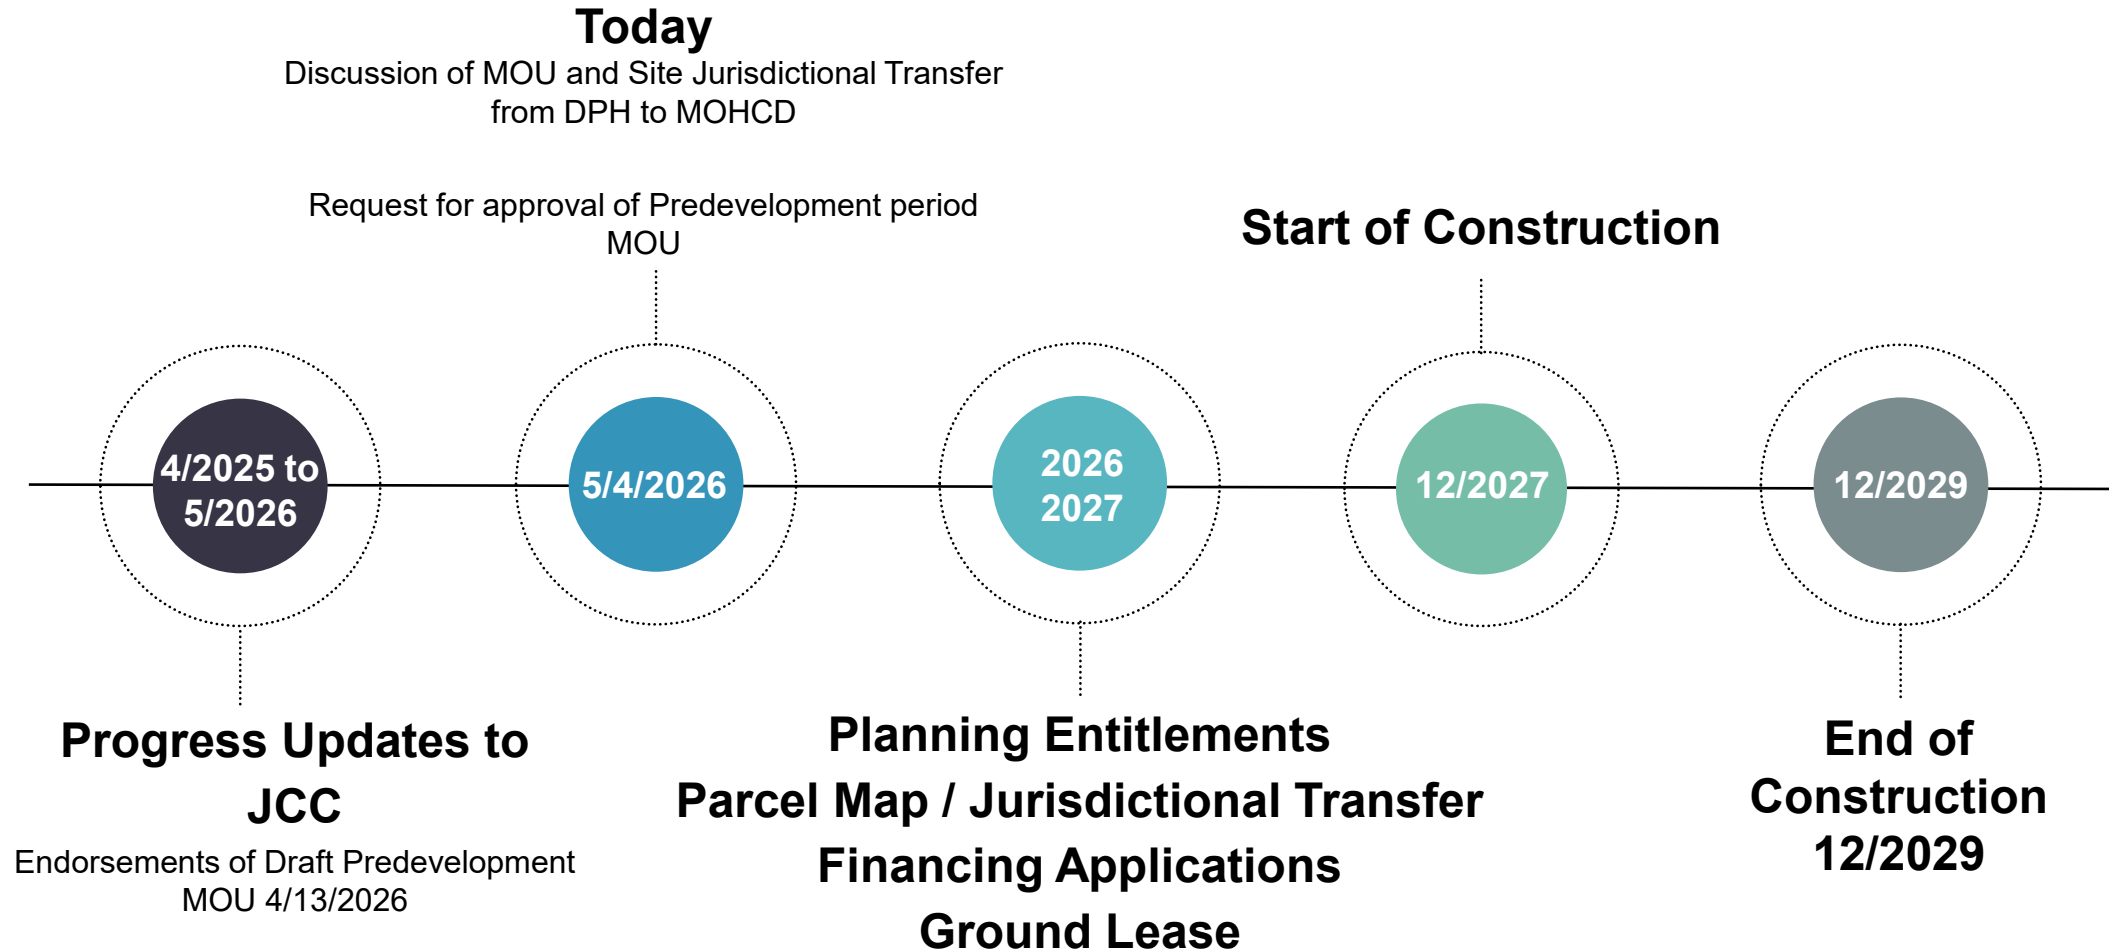 Today
Discussion of MOU and Site Jurisdictional Transfer
from DPH to MOHCD
Request for approval of Predevelopment period
MOU
Start of Construction
4/2025 to
5/2026
5/4/2026
2026
2027
12/2027
12/2029
Progress Updates to
JCC
Endorsements of Draft Predevelopment
MOU 4/13/2026
Planning Entitlements
Parcel Map / Jurisdictional Transfer
Financing Applications
Ground Lease
End of
Construction
12/2029